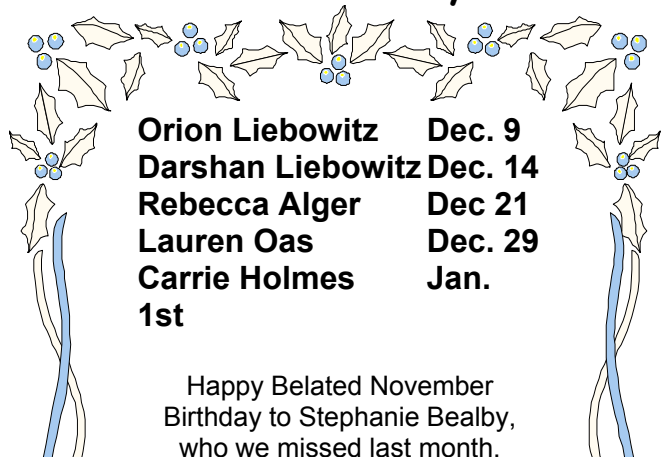 Orion Liebowitz Dec. 9
Darshan Liebowitz Dec. 14
Rebecca Alger Dec 21
Lauren Oas Dec. 29
Carrie Holmes Jan.
1st
Happy Belated November
Birthday to Stephanie Bealby,
who we missed last month.